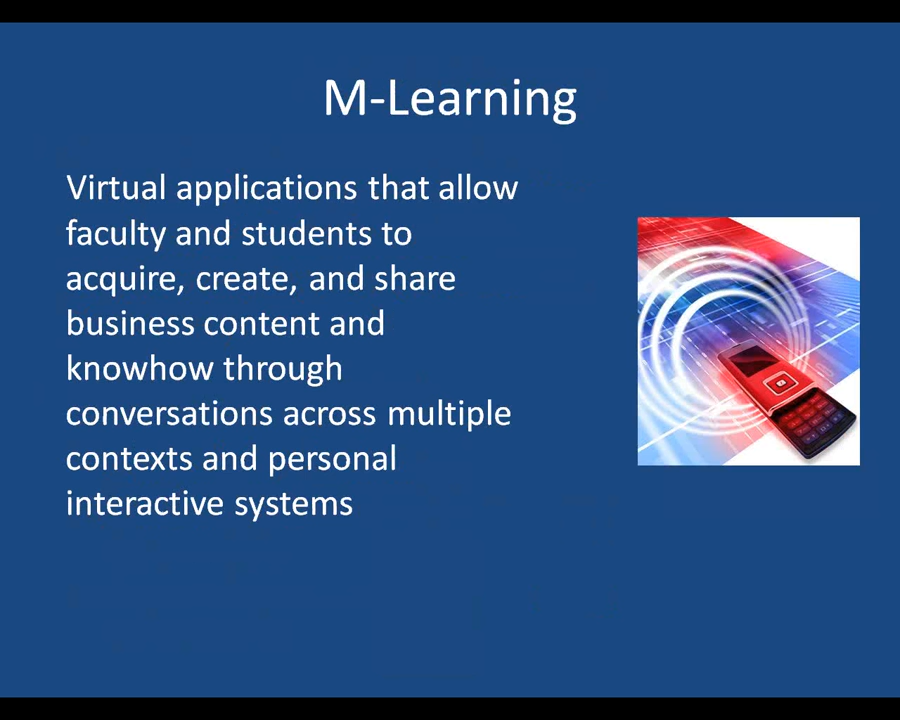 M-Learning
Virtual applications that allow
faculty and students to
acquire, create, and share
business content and
knowhow through
conversations across multiple
contexts and personal
interactive systems